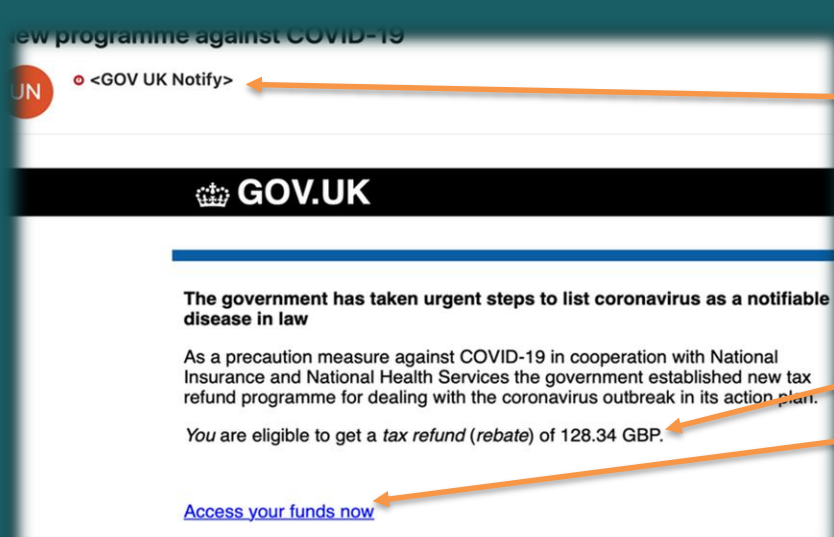 new programme against COVID-19
UN
<GOV UK Notify>
GOV.UK
The government has taken urgent steps to list coronavirus as a notifiable
disease in law
As a precaution measure against COVID-19 in cooperation with National
Insurance and National Health Services the government established new tax
refund programme for dealing with the coronavirus outbreak in its action plan.
You are eligible to get a tax refund (rebate) of 128.34 GBP.
Access your funds now